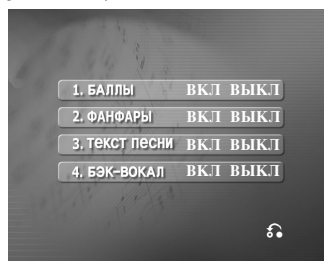 1. БАЛЛЫ ВКЛ ВЫКЛ
2. ФАНФАРЫ ВКЛ ВЫКЛ
3. ТЕКСТ ПЕСНИ ВКЛ ВЫКЛ
4. БЭК-ВОКАЛ ВКЛ ВЫКЛ